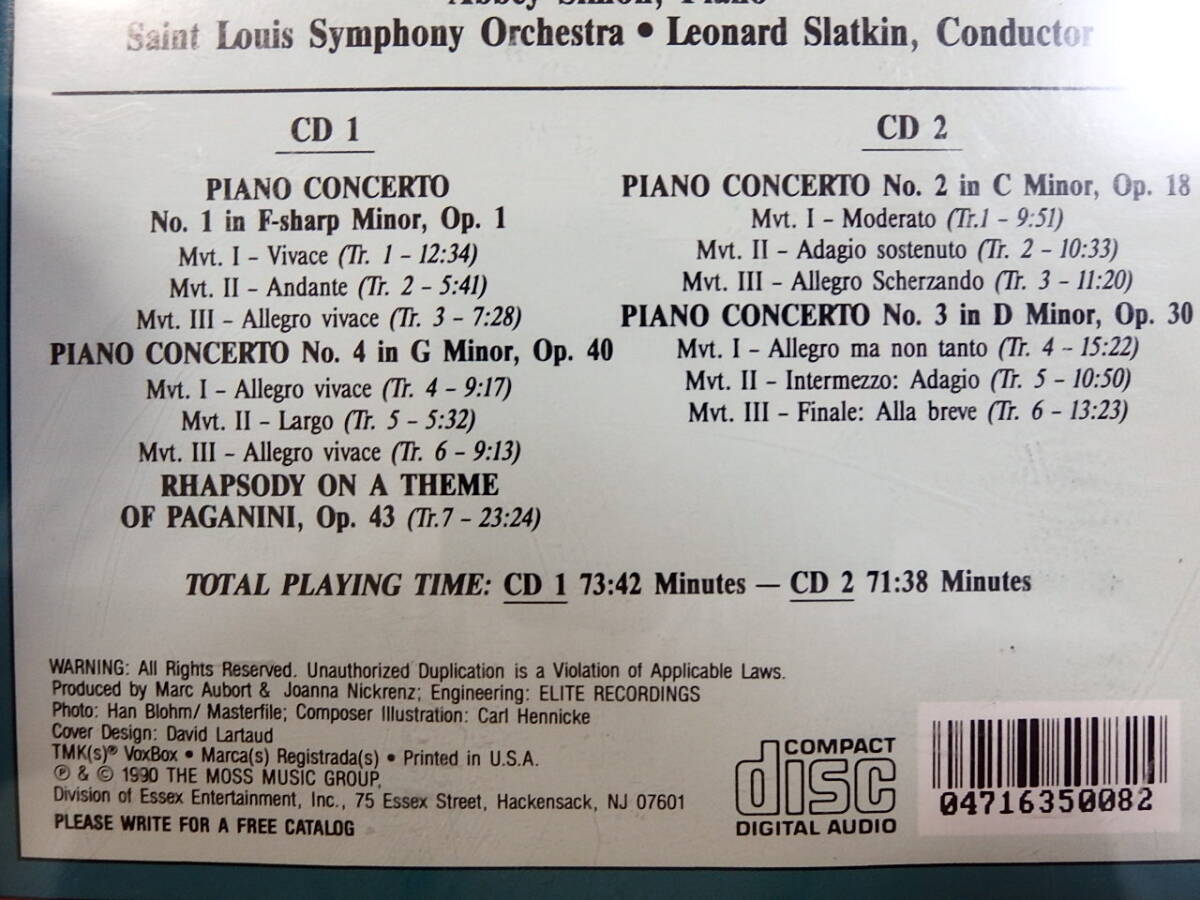 Abbey Simon, Piano
Saint Louis Symphony Orchestra • Leonard Slatkin, Conductor
CD 1
PIANO CONCERTO
No. 1 in F-sharp Minor, Op. 1
Mvt. I – Vivace (Tr. 1 – 12:34)
Mvt. II – Andante (Tr. 2 – 5:41)
Mvt. III – Allegro vivace (Tr. 3 – 7:28)
PIANO CONCERTO No. 4 in G Minor, Op. 40
Mvt. I – Allegro vivace (Tr. 4 – 9:17)
Mvt. II – Largo (Tr. 5 – 5:32)
Mvt. III – Allegro vivace (Tr. 6 – 9:13)
RHAPSODY ON A THEME
OF PAGANINI, Op. 43 (Tr.7 – 23:24)
CD 2
PIANO CONCERTO No. 2 in C Minor, Op. 18
Mvt. I – Moderato (Tr.1 – 9:51)
Mvt. II – Adagio sostenuto (Tr. 2 – 10:33)
Mvt. III – Allegro Scherzando (Tr. 3 – 11:20)
PIANO CONCERTO No. 3 in D Minor, Op. 30
Mvt. I – Allegro ma non tanto (Tr. 4 – 15:22)
Mvt. II – Intermezzo: Adagio (Tr. 5 – 10:50)
Mvt. III – Finale: Alla breve (Tr. 6 – 13:23)
TOTAL PLAYING TIME: CD 1 73:42 Minutes — CD 2 71:38 Minutes
WARNING: All Rights Reserved. Unauthorized Duplication is a Violation of Applicable Laws.
Produced by Marc Aubort & Joanna Nickrenz; Engineering: ELITE RECORDINGS
Photo: Han Blohm/ Masterfile; Composer Illustration: Carl Hennicke
Cover Design: David Lartaud
TMK(s)® VoxBox • Marca(s) Registrada(s) • Printed in U.S.A.
℗ & © 1990 THE MOSS MUSIC GROUP,
Division of Essex Entertainment, Inc., 75 Essex Street, Hackensack, NJ 07601
PLEASE WRITE FOR A FREE CATALOG
COMPACT
disc
DIGITAL AUDIO
04716350082